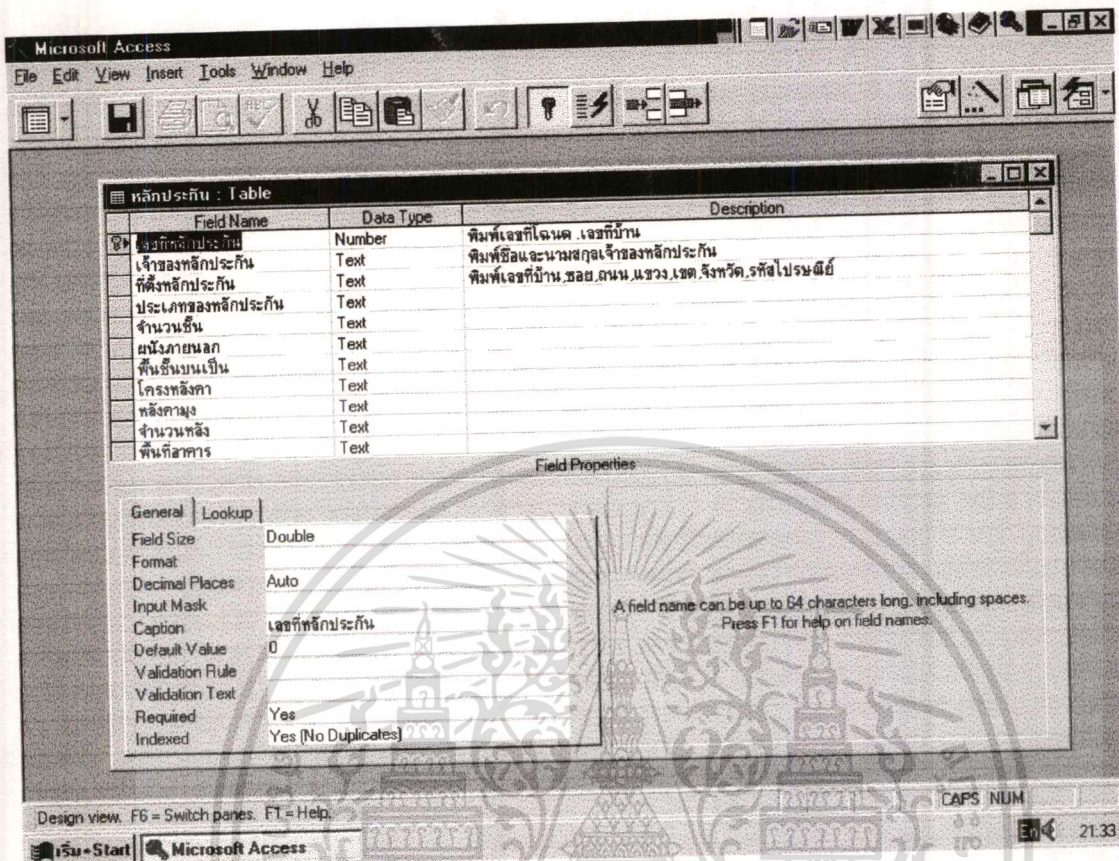 Microsoft Access
File Edit View Insert Tools Window Help
หลักประกัน : Table
Field Name Data Type Description
เลขที่หลักประกัน Number พิมพ์เลขที่โฉนด ,เลขที่บ้าน
เจ้าของหลักประกัน Text พิมพ์ชื่อและนามสกุลเจ้าของหลักประกัน
ที่ตั้งหลักประกัน Text พิมพ์เลขที่บ้าน,ซอย,ถนน,แขวง,เขต,จังหวัด,รหัสไปรษณีย์
ประเภทของหลักประกัน Text
จำนวนชั้น Text
ผนังภายนอก Text
พื้นชั้นบนเป็น Text
โครงหลังคา Text
หลังคามุง Text
จำนวนหลัง Text
พื้นที่อาคาร Text
Field Properties
General Lookup
Field Size Double
Format
Decimal Places Auto
Input Mask
Caption เลขที่หลักประกัน
Default Value 0
Validation Rule
Validation Text
Required Yes
Indexed Yes (No Duplicates)
A field name can be up to 64 characters long, including spaces.
Press F1 for help on field names.
Design view. F6 = Switch panes. F1 = Help.
CAPS NUM
เริ่ม-Start Microsoft Access En 21:33